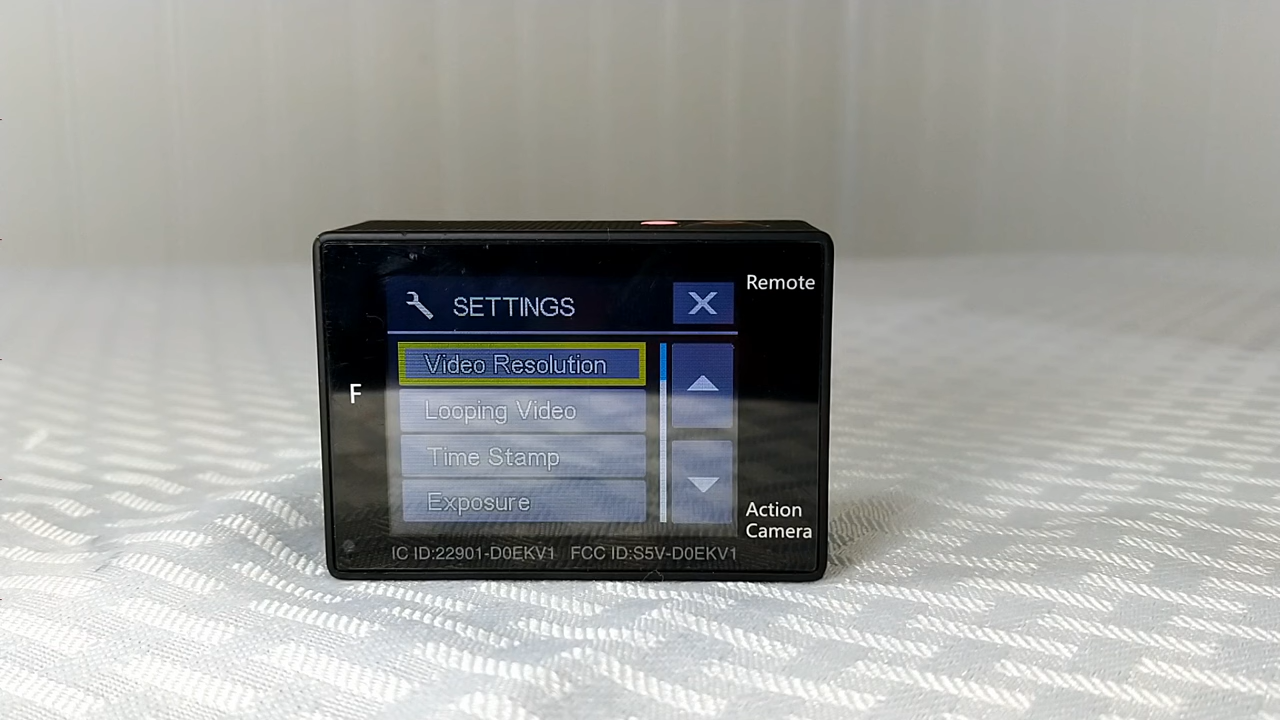 SETTINGS
X
Remote
Video Resolution
F
Looping Video
Time Stamp
Exposure
Action
Camera
IC ID:22901-D0EKV1 FCC ID:S5V-D0EKV1